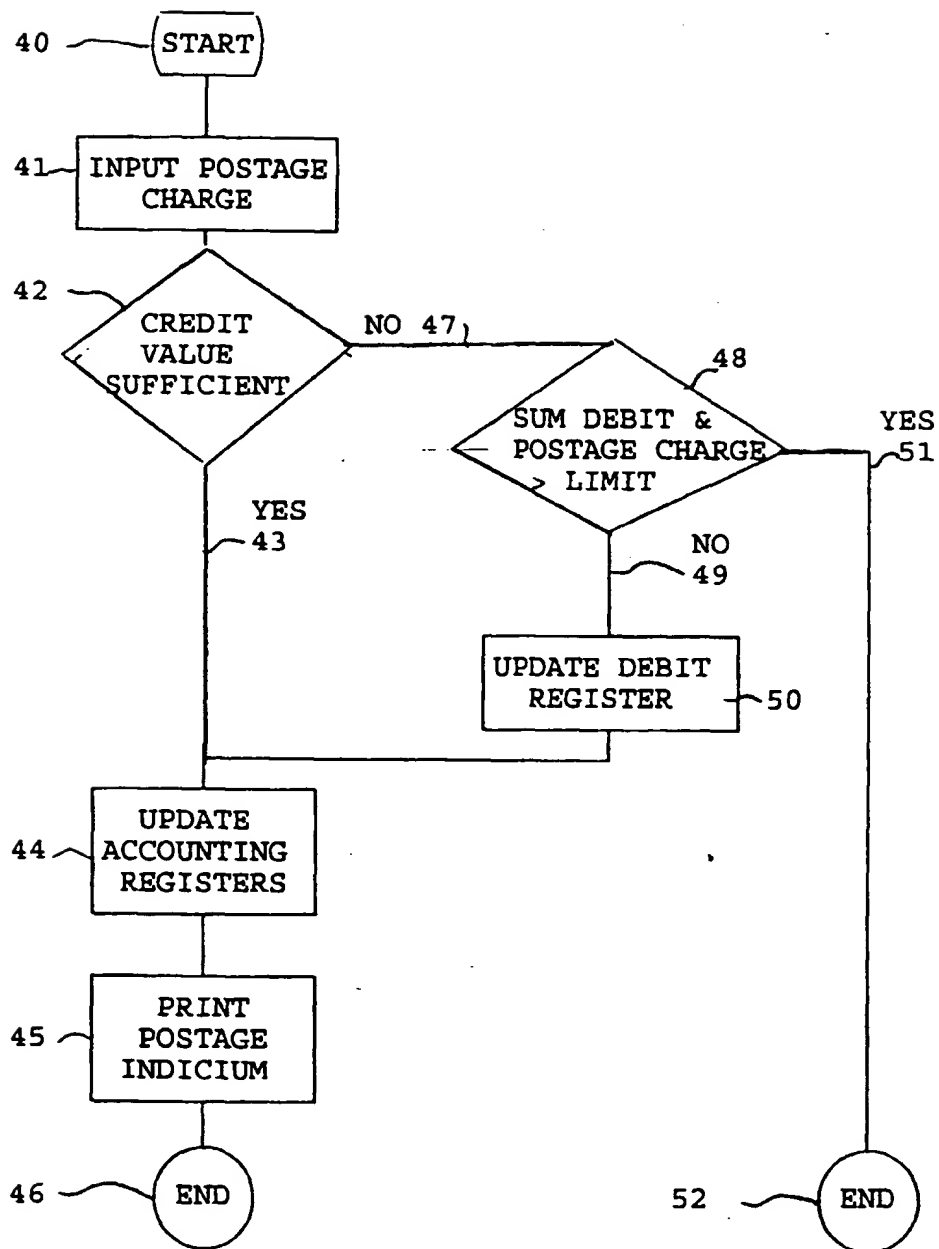 40
START
41
INPUT POSTAGE
CHARGE
42
CREDIT
VALUE
SUFFICIENT
NO 47
48
SUM DEBIT &
POSTAGE CHARGE
> LIMIT
YES
51
YES
43
NO
49
UPDATE DEBIT
REGISTER
50
44
UPDATE
ACCOUNTING
REGISTERS
45
PRINT
POSTAGE
INDICIUM
46
END
52
END